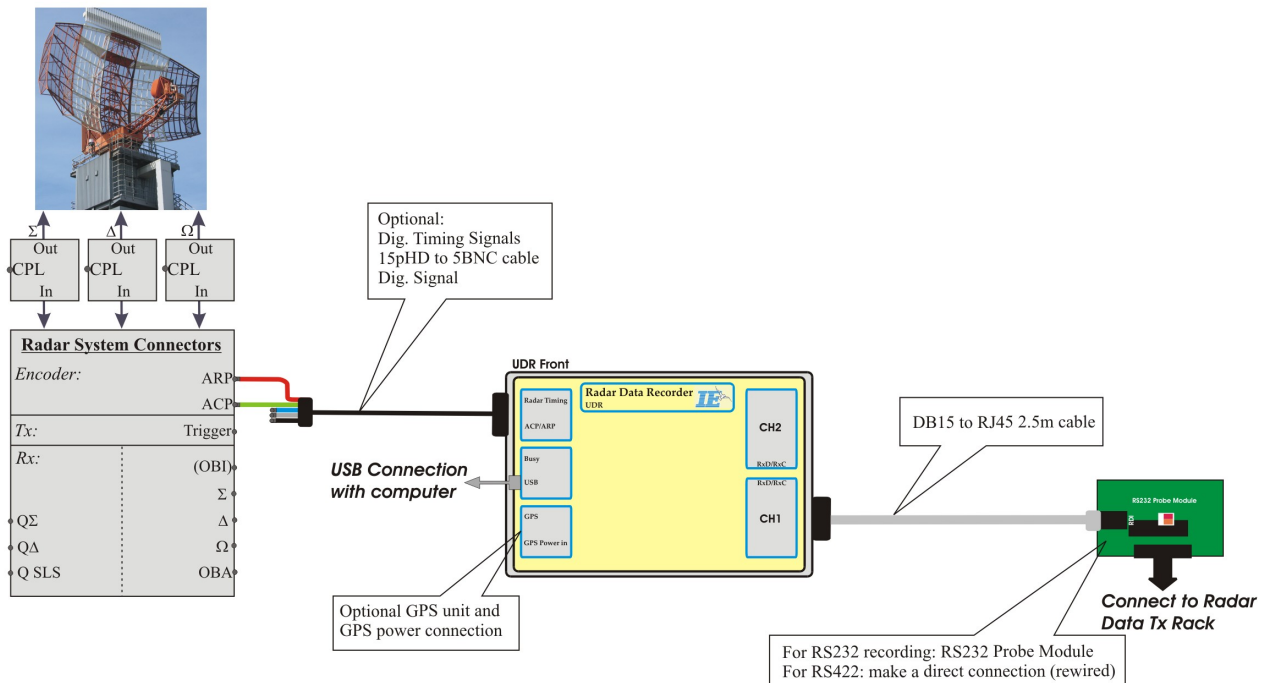 Σ
Δ
Ω
Out
CPL
In
Out
CPL
In
Out
CPL
In
Radar System Connectors
Encoder:
ARP
ACP
Tx:
Trigger
Rx:
(OBI)
Σ
QΣ
Δ
QΔ
Ω
Q SLS
OBA
Optional:
Dig. Timing Signals
15pHD to 5BNC cable
Dig. Signal
UDR Front
Radar Timing
ACP/ARP
Radar Data Recorder
UDR
IE
Busy
USB
GPS
GPS Power in
CH2
RxD/RxC
RxD/RxC
CH1
USB Connection
with computer
Optional GPS unit and
GPS power connection
DB15 to RJ45 2.5m cable
RS232 Probe Module
RDI
Connect to Radar
Data Tx Rack
For RS232 recording: RS232 Probe Module
For RS422: make a direct connection (rewired)